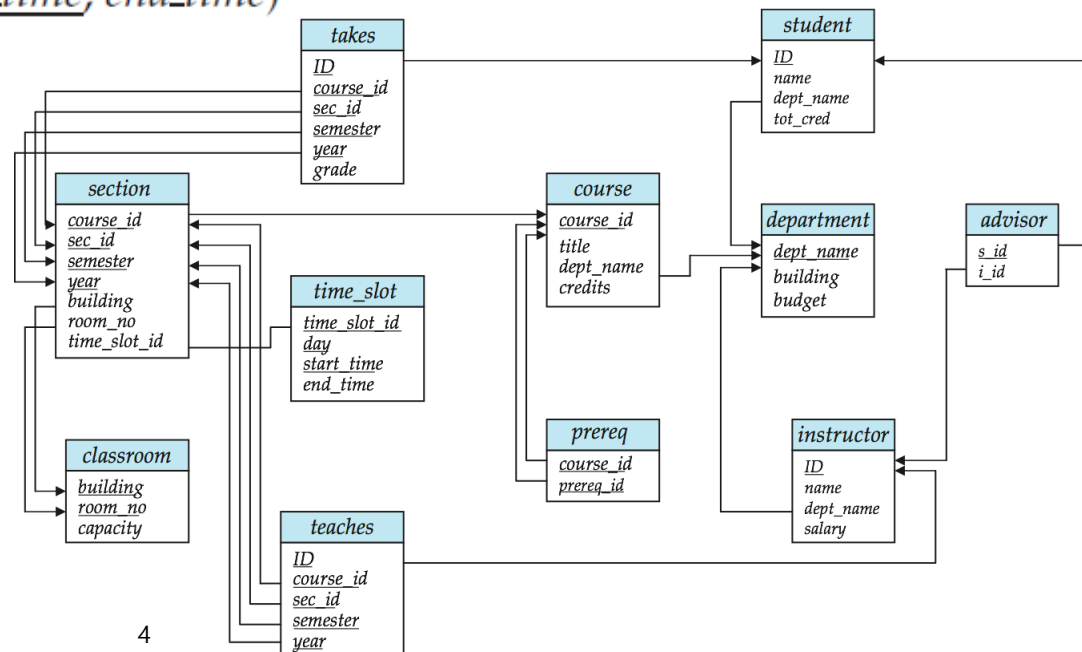 time, end_time)
takes
ID
course_id
sec_id
semester
year
grade
student
ID
name
dept_name
tot_cred
section
course_id
sec_id
semester
year
building
room_no
time_slot_id
course
course_id
title
dept_name
credits
department
dept_name
building
budget
advisor
s_id
i_id
time_slot
time_slot_id
day
start_time
end_time
prereq
course_id
prereq_id
instructor
ID
name
dept_name
salary
classroom
building
room_no
capacity
teaches
ID
course_id
sec_id
semester
year
4